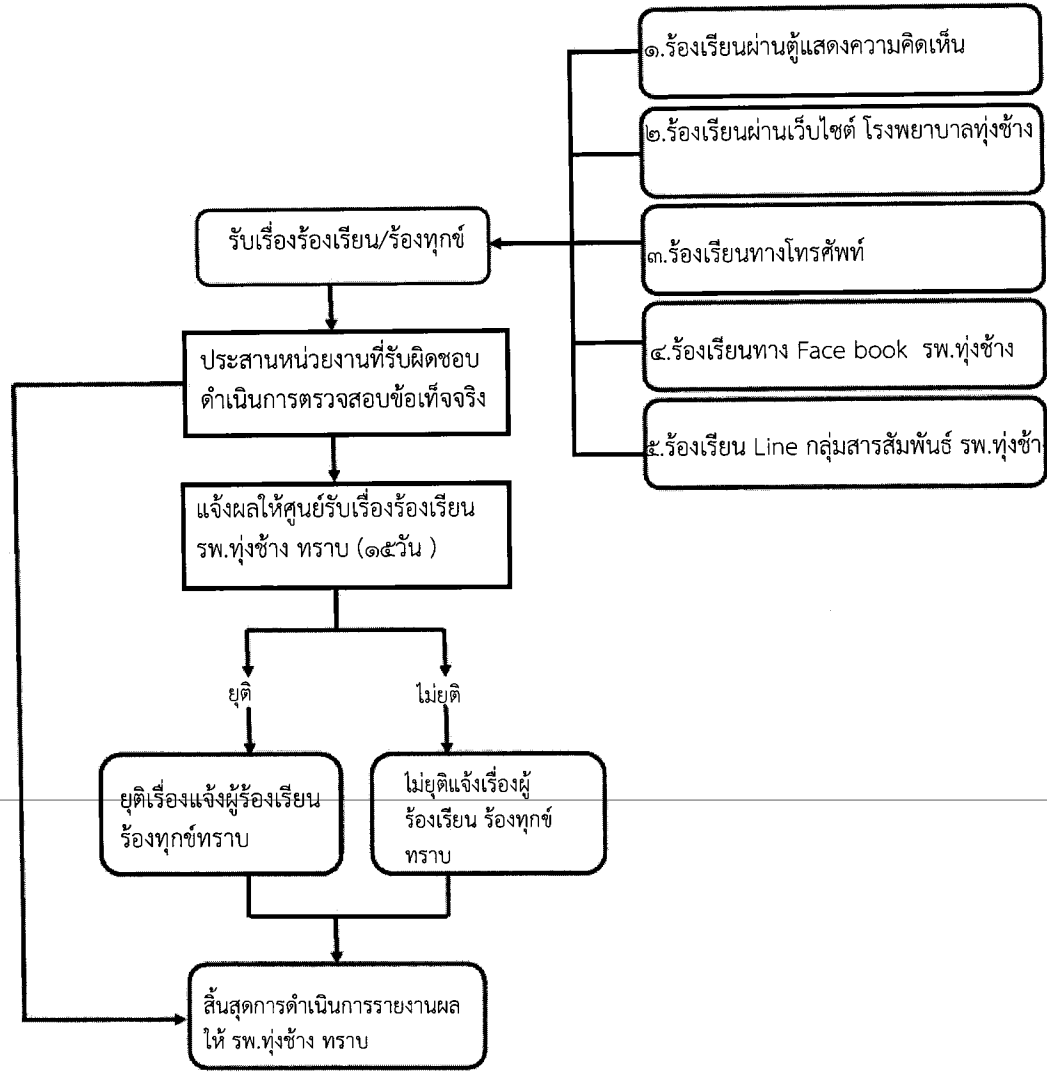 ๑.ร้องเรียนผ่านตู้แสดงความคิดเห็น
๒.ร้องเรียนผ่านเว็บไซต์ โรงพยาบาลทุ่งช้าง
๓.ร้องเรียนทางโทรศัพท์
๔.ร้องเรียนทาง Face book รพ.ทุ่งช้าง
๕.ร้องเรียน Line กลุ่มสารสัมพันธ์ รพ.ทุ่งช้า
รับเรื่องร้องเรียน/ร้องทุกข์
ประสานหน่วยงานที่รับผิดชอบ
ดำเนินการตรวจสอบข้อเท็จจริง
แจ้งผลให้ศูนย์รับเรื่องร้องเรียน
รพ.ทุ่งช้าง ทราบ (๑๕วัน )
ยุติ
ไม่ยุติ
ยุติเรื่องแจ้งผู้ร้องเรียน
ร้องทุกข์ทราบ
ไม่ยุติแจ้งเรื่องผู้
ร้องเรียน ร้องทุกข์
ทราบ
สิ้นสุดการดำเนินการรายงานผล
ให้ รพ.ทุ่งช้าง ทราบ